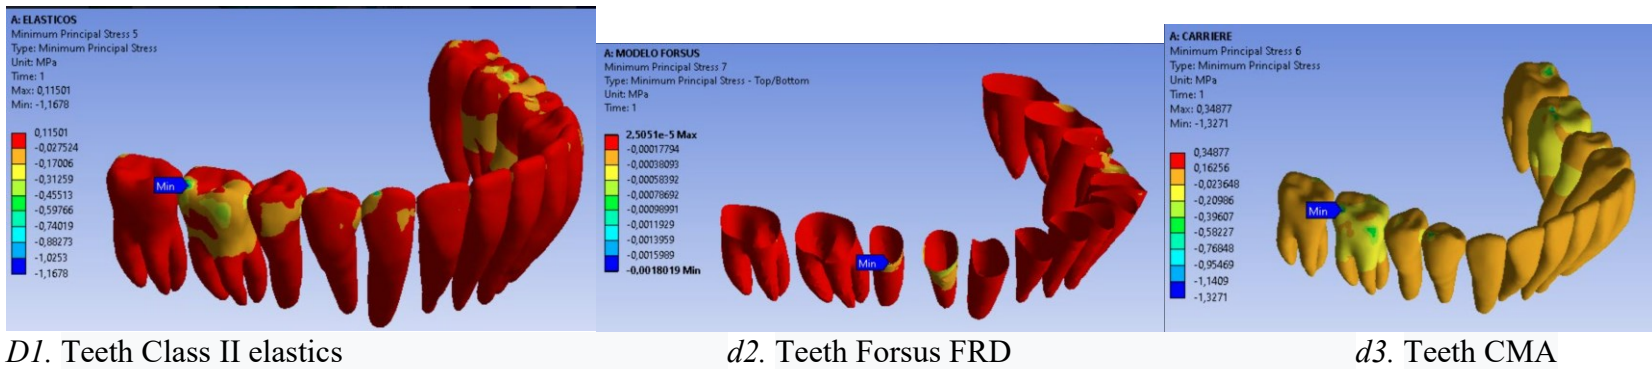 A: ELASTICOS
Minimum Principal Stress 5
Type: Minimum Principal Stress
Unit: MPa
Time: 1
Max: 0,11501
Min: -1,1678
0,11501
-0,027524
-0,17006
-0,31259
-0,45513
-0,59766
-0,74019
-0,88273
-1,0253
-1,1678
Min
A: MODELO FORSUS
Minimum Principal Stress 7
Type: Minimum Principal Stress - Top/Bottom
Unit: MPa
Time: 1
2,5051e-5 Max
-0,00017794
-0,00038093
-0,00058392
-0,00078692
-0,00098991
-0,0011929
-0,0013959
-0,0015989
-0,0018019 Min
Min
A: CARRIERE
Minimum Principal Stress 6
Type: Minimum Principal Stress
Unit: MPa
Time: 1
Max: 0,34877
Min: -1,3271
0,34877
0,16256
-0,023648
-0,20986
-0,39607
-0,58227
-0,76848
-0,95469
-1,1409
-1,3271
Min
D1. Teeth Class II elastics
d2. Teeth Forsus FRD
d3. Teeth CMA